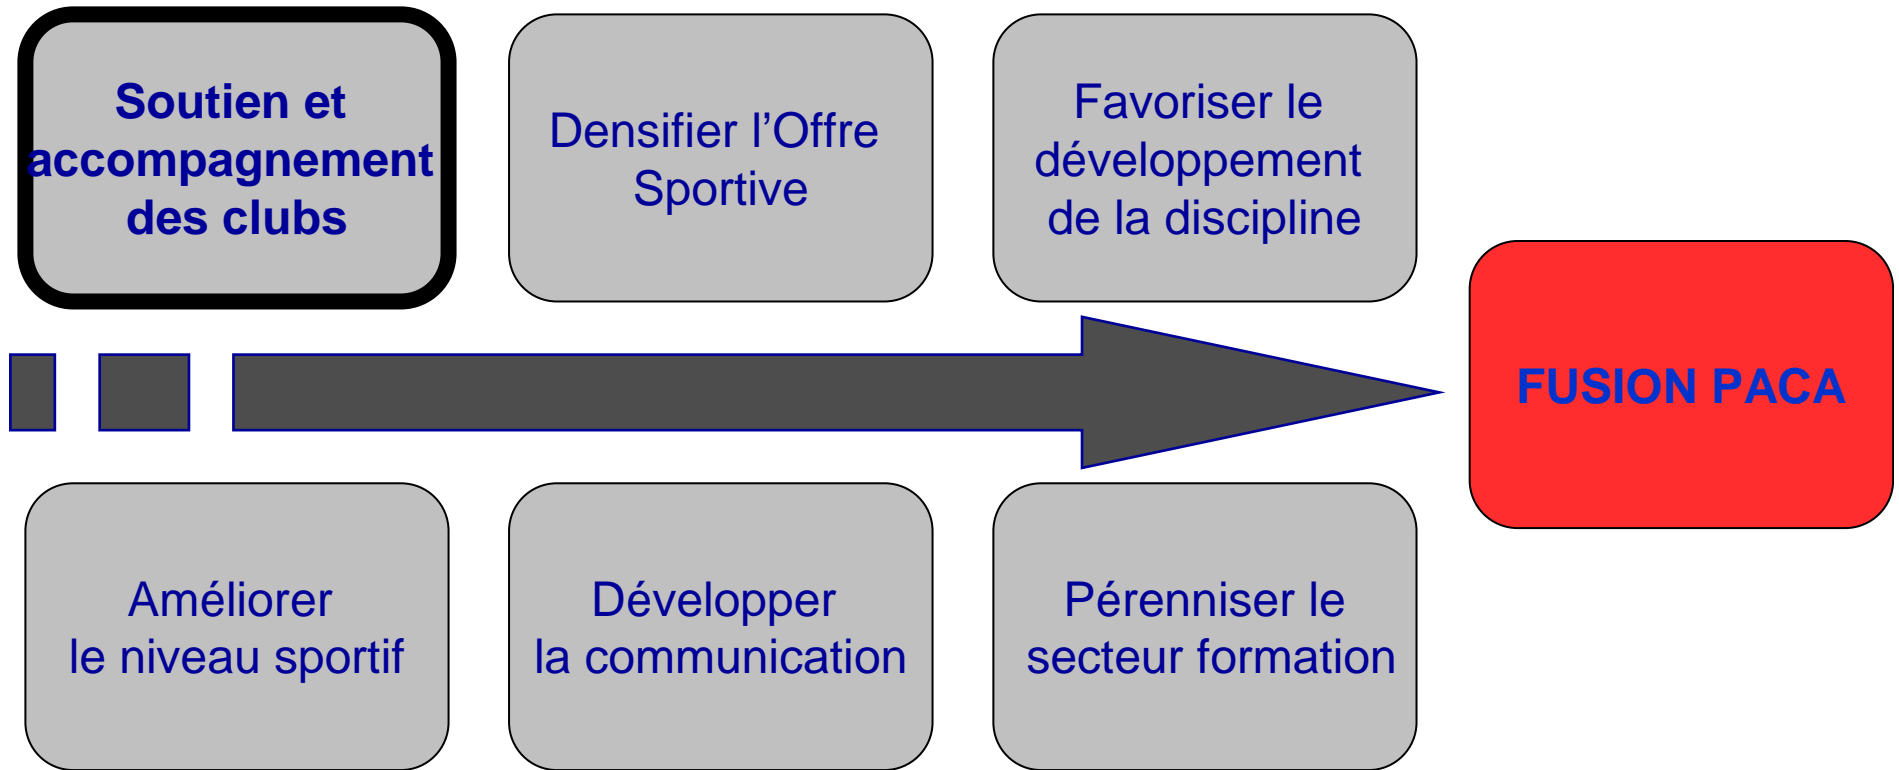 Soutien et
accompagnement
des clubs
Densifier l’Offre
Sportive
Favoriser le
développement
de la discipline
FUSION PACA
Améliorer
le niveau sportif
Développer
la communication
Pérenniser le
secteur formation